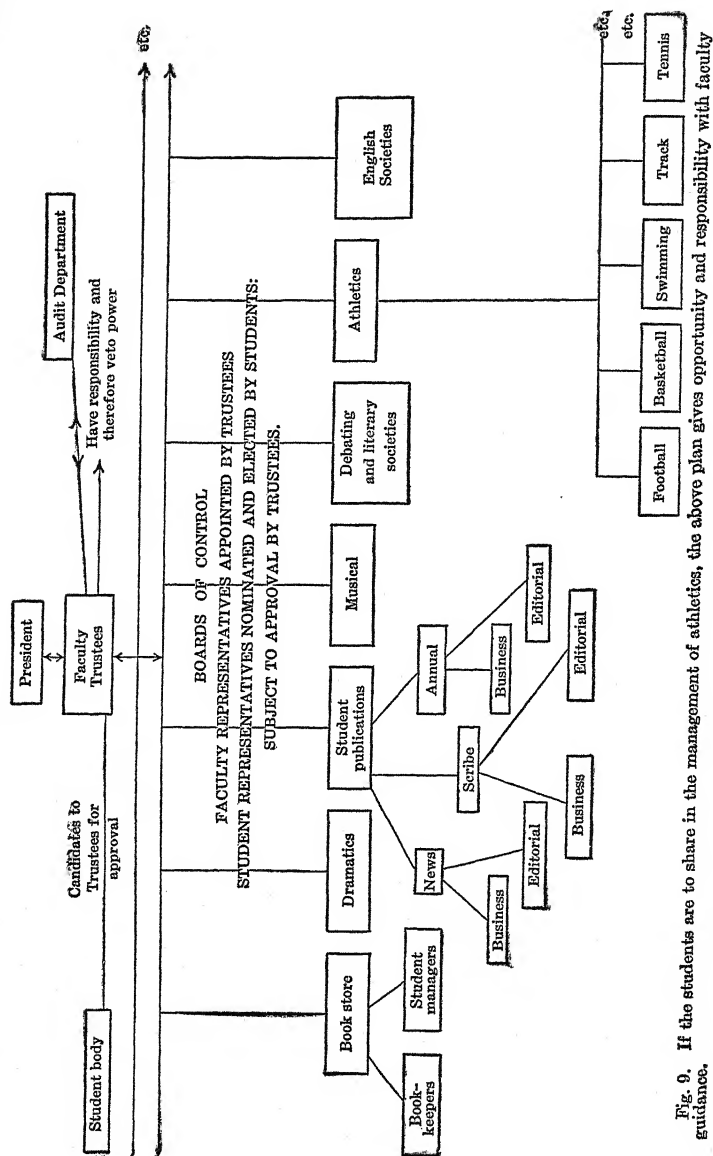 President
Audit Department
Student body
Candidates to
Trustees for
approval
Faculty
Trustees
Have responsibility and
therefore veto power
etc.
BOARDS OF CONTROL
FACULTY REPRESENTATIVES APPOINTED BY TRUSTEES
STUDENT REPRESENTATIVES NOMINATED AND ELECTED BY STUDENTS:
SUBJECT TO APPROVAL BY TRUSTEES.
Book store
Dramatics
Student
publications
Musical
Debating
and literary
societies
Athletics
English
Societies
Book-
keepers
Student
managers
News
Scribe
Annual
Business
Editorial
Business
Editorial
Business
Editorial
etc.
etc.
Football
Basketball
Swimming
Track
Tennis
Fig. 9. If the students are to share in the management of athletics, the above plan gives opportunity and responsibility with faculty
guidance.